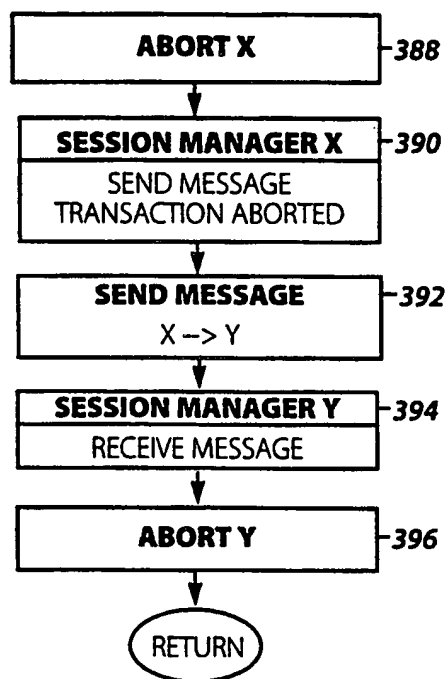 ABORT X 388
SESSION MANAGER X 390
SEND MESSAGE
TRANSACTION ABORTED
SEND MESSAGE 392
X --> Y
SESSION MANAGER Y 394
RECEIVE MESSAGE
ABORT Y 396
RETURN